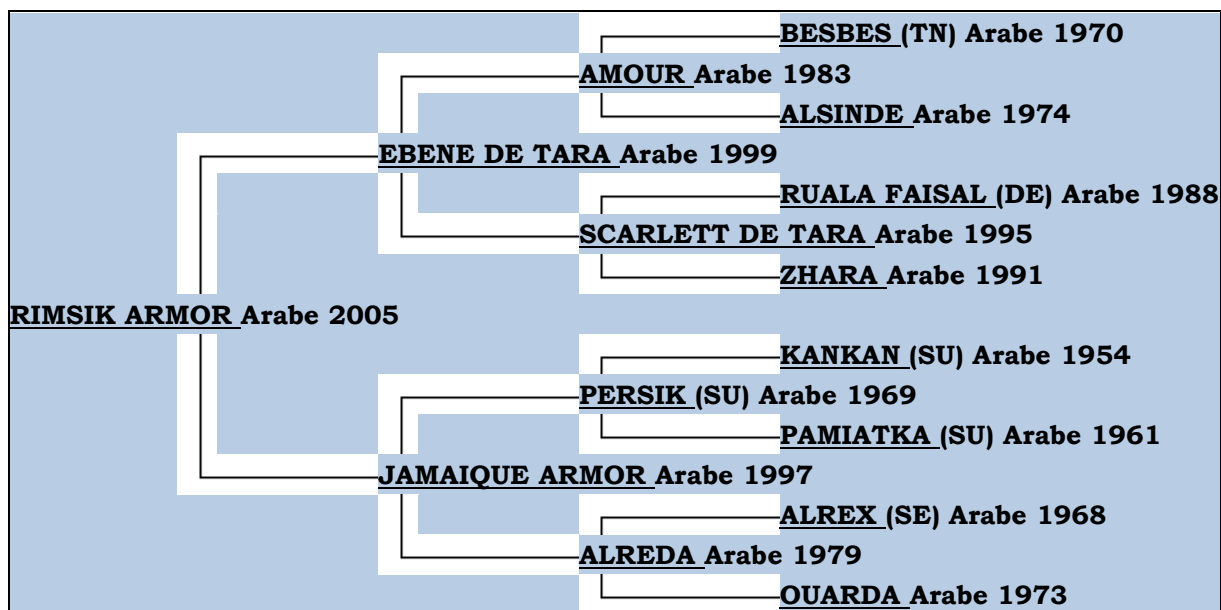 BESBES (TN) Arabe 1970
AMOUR Arabe 1983
ALSINDE Arabe 1974
EBENE DE TARA Arabe 1999
RUALA FAISAL (DE) Arabe 1988
SCARLETT DE TARA Arabe 1995
ZHARA Arabe 1991
RIMSIK ARMOR Arabe 2005
KANKAN (SU) Arabe 1954
PERSIK (SU) Arabe 1969
PAMIATKA (SU) Arabe 1961
JAMAIQUE ARMOR Arabe 1997
ALREX (SE) Arabe 1968
ALREDA Arabe 1979
OUARDA Arabe 1973